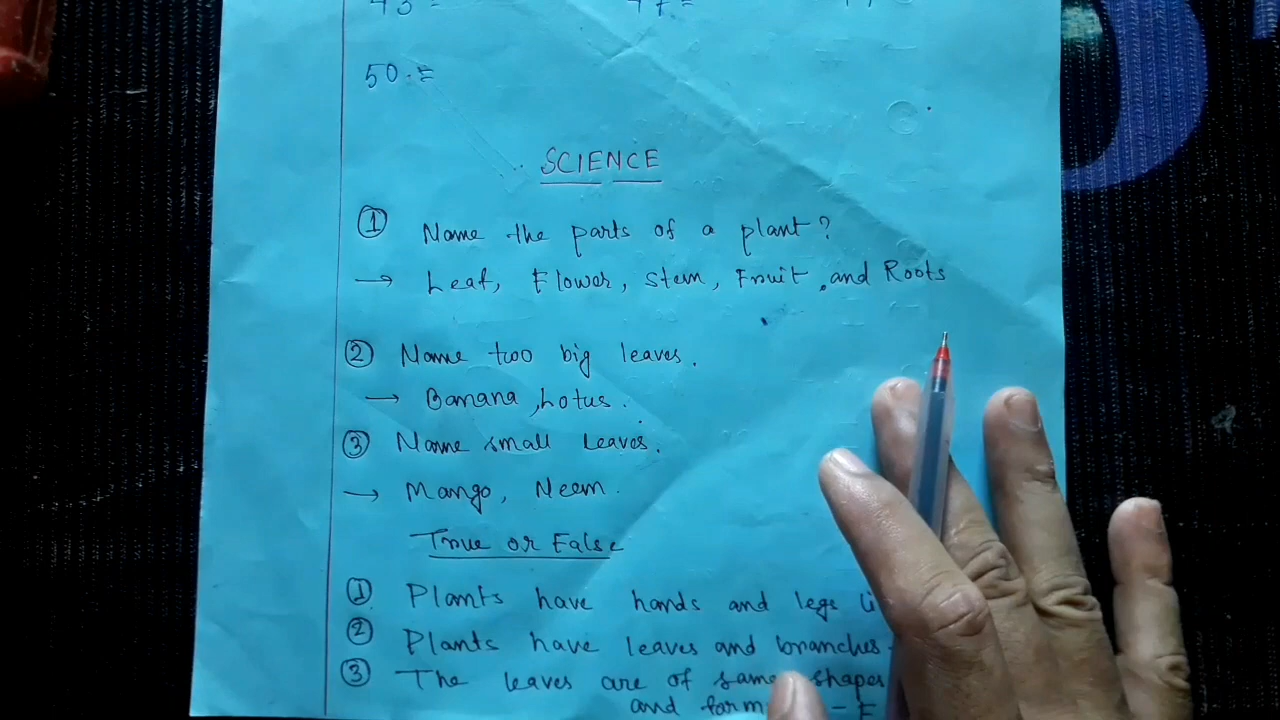 50. =
SCIENCE
① Name the parts of a plant?
→ Leaf, Flower, Stem, Fruit, and Roots
② Name two big leaves.
→ Banana, Lotus.
③ Name small leaves.
→ Mango, Neem.
True or False
① Plants have hands and legs
② Plants have leaves and branches
③ The leaves are of same shapes
and form - F